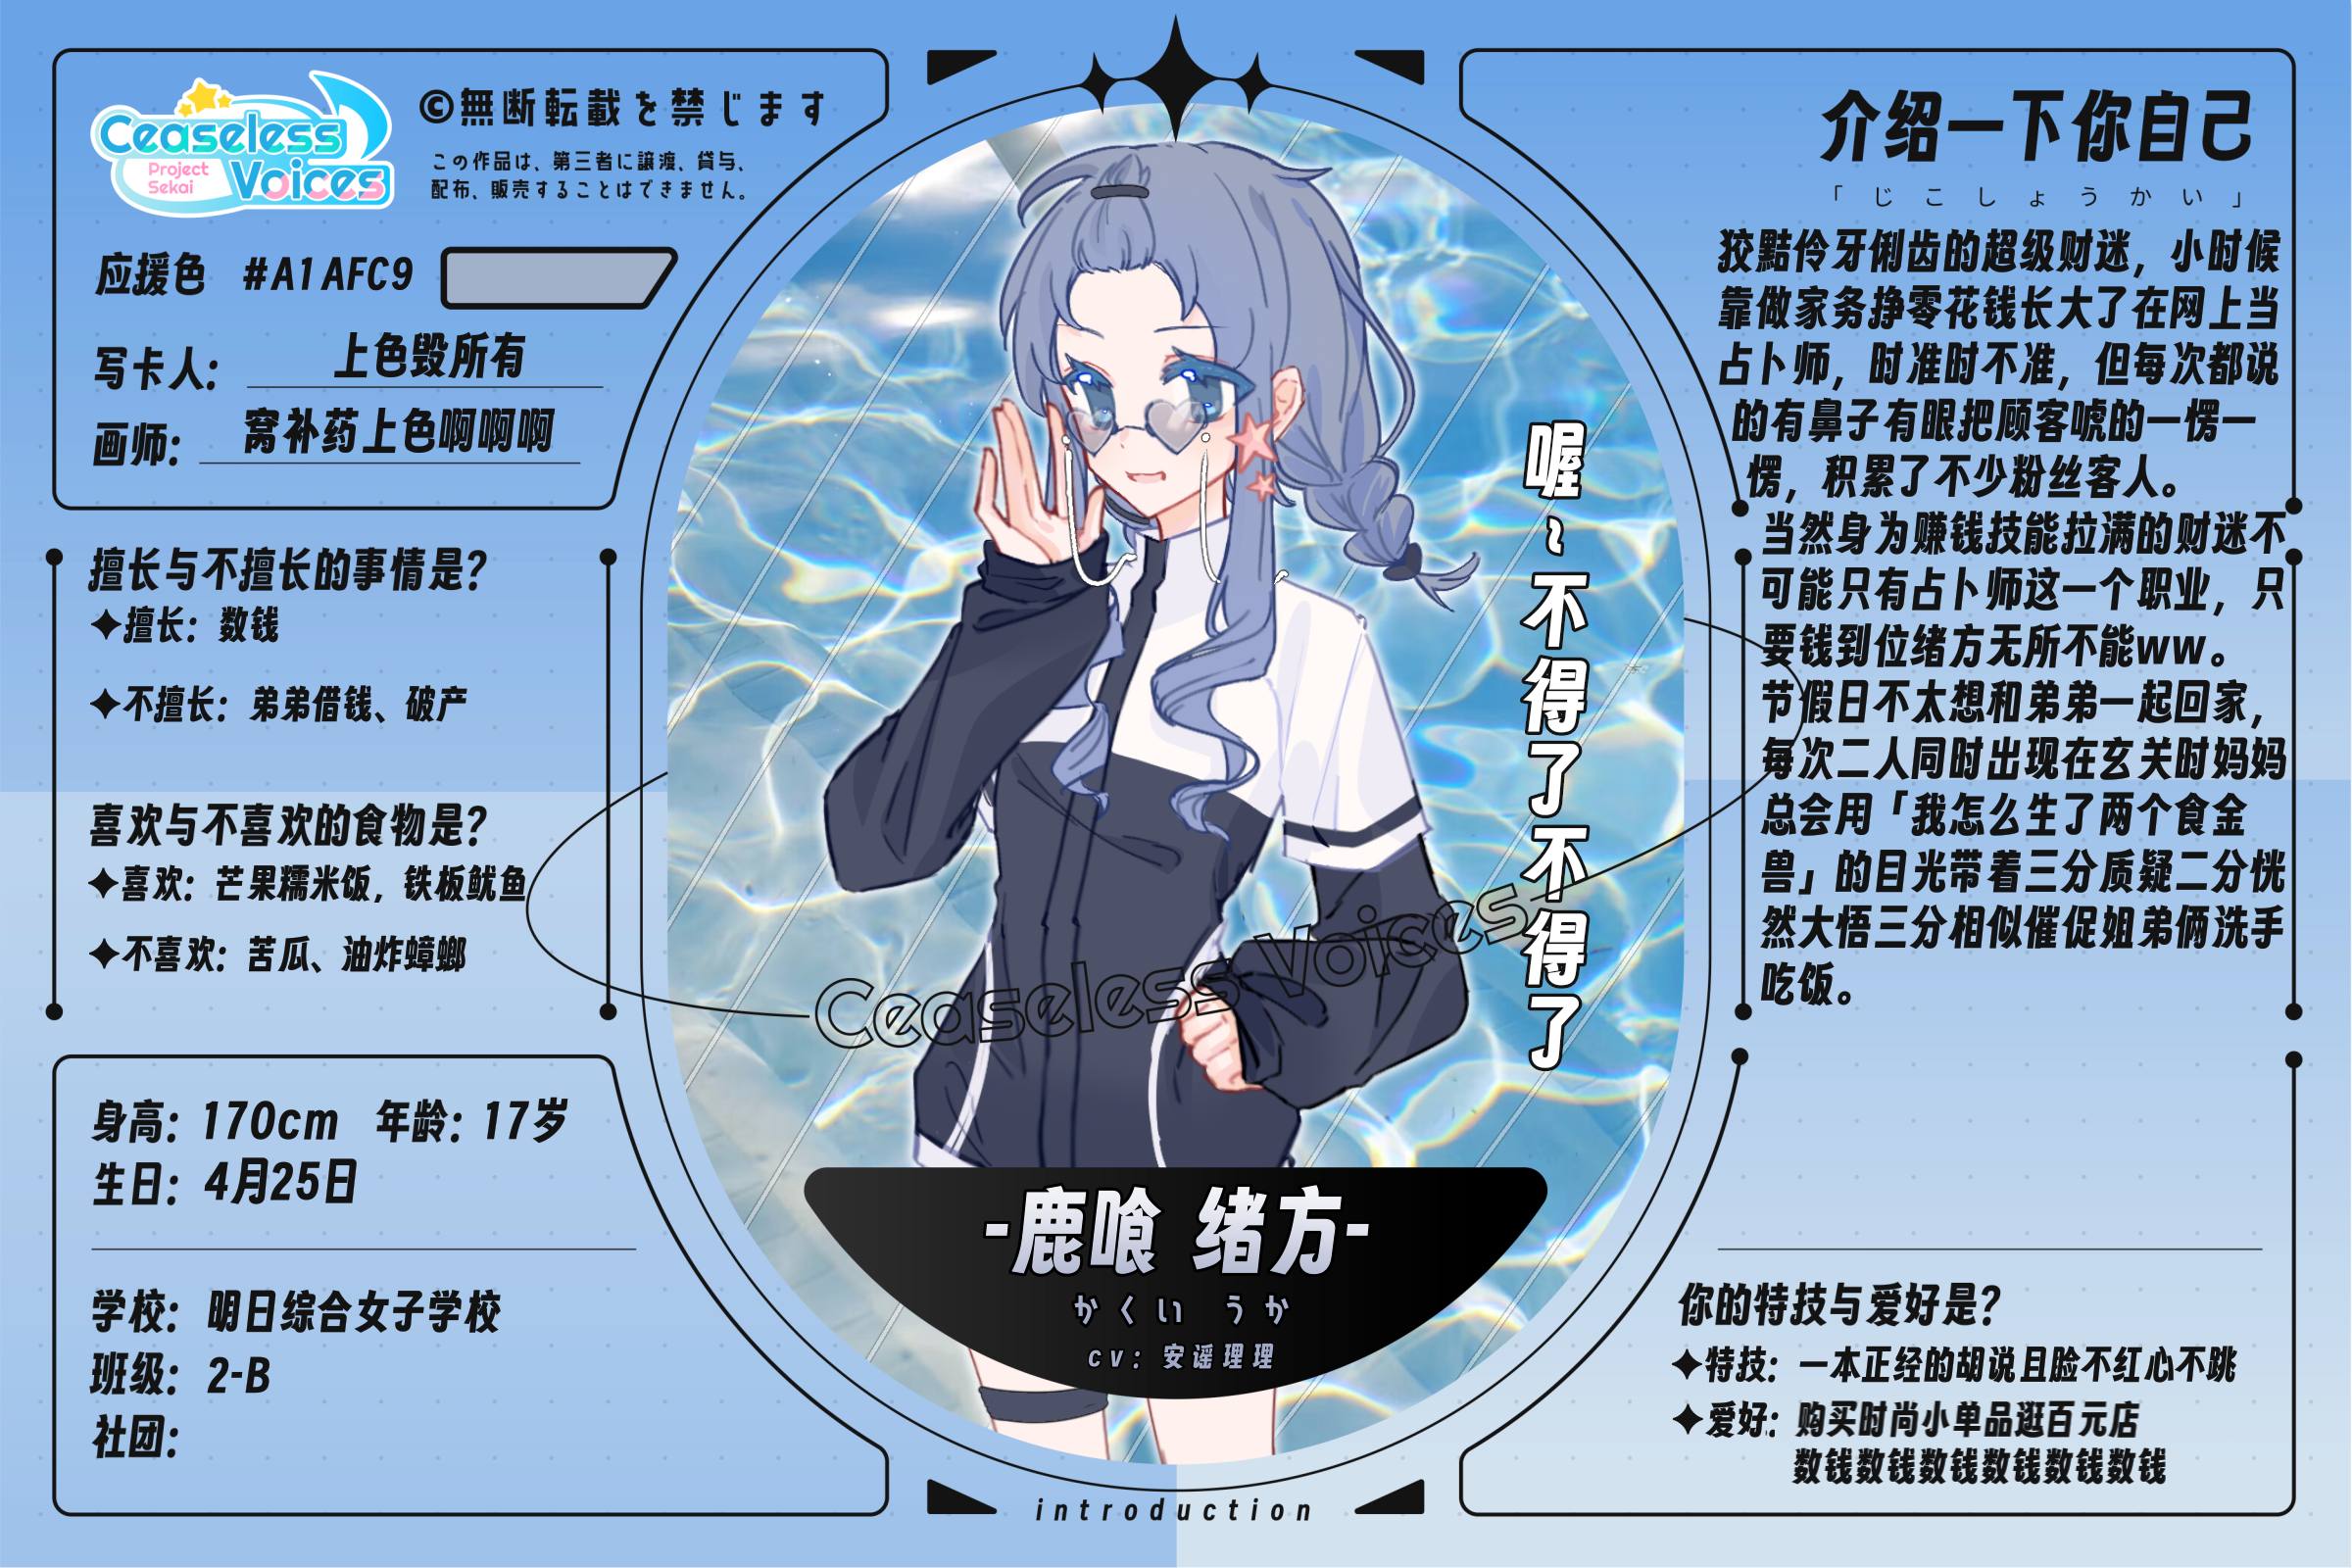 Ceaseless
Project
Sekai
Voices
©無断転載を禁じます
この作品は、第三者に譲渡、貸与、
配布、販売することはできません。
应援色 #A1AFC9
写卡人: 上色毁所有
画师: 窝补药上色啊啊啊
擅长与不擅长的事情是?
✦擅长: 数钱
✦不擅长: 弟弟借钱、破产
喜欢与不喜欢的食物是?
✦喜欢: 芒果糯米饭, 铁板鱿鱼
✦不喜欢: 苦瓜、油炸蟑螂
身高: 170cm 年龄: 17岁
生日: 4月25日
学校: 明日综合女子学校
班级: 2-B
社团:
喔~不得了不得了
Ceaseless Voices
-鹿喰 绪方-
かくい うか
cv: 安谣理理
introduction
介绍一下你自己
「じこしょうかい」
狡黠伶牙俐齿的超级财迷, 小时候
靠做家务挣零花钱长大了在网上当
占卜师, 时准时不准, 但每次都说
的有鼻子有眼把顾客唬的一愣一
愣, 积累了不少粉丝客人。
当然身为赚钱技能拉满的财迷不
可能只有占卜师这一个职业, 只
要钱到位绪方无所不能ww。
节假日不太想和弟弟一起回家,
每次二人同时出现在玄关时妈妈
总会用「我怎么生了两个食金
兽」的目光带着三分质疑二分恍
然大悟三分相似催促姐弟俩洗手
吃饭。
你的特技与爱好是?
✦特技: 一本正经的胡说且脸不红心不跳
✦爱好: 购买时尚小单品逛百元店
数钱数钱数钱数钱数钱数钱